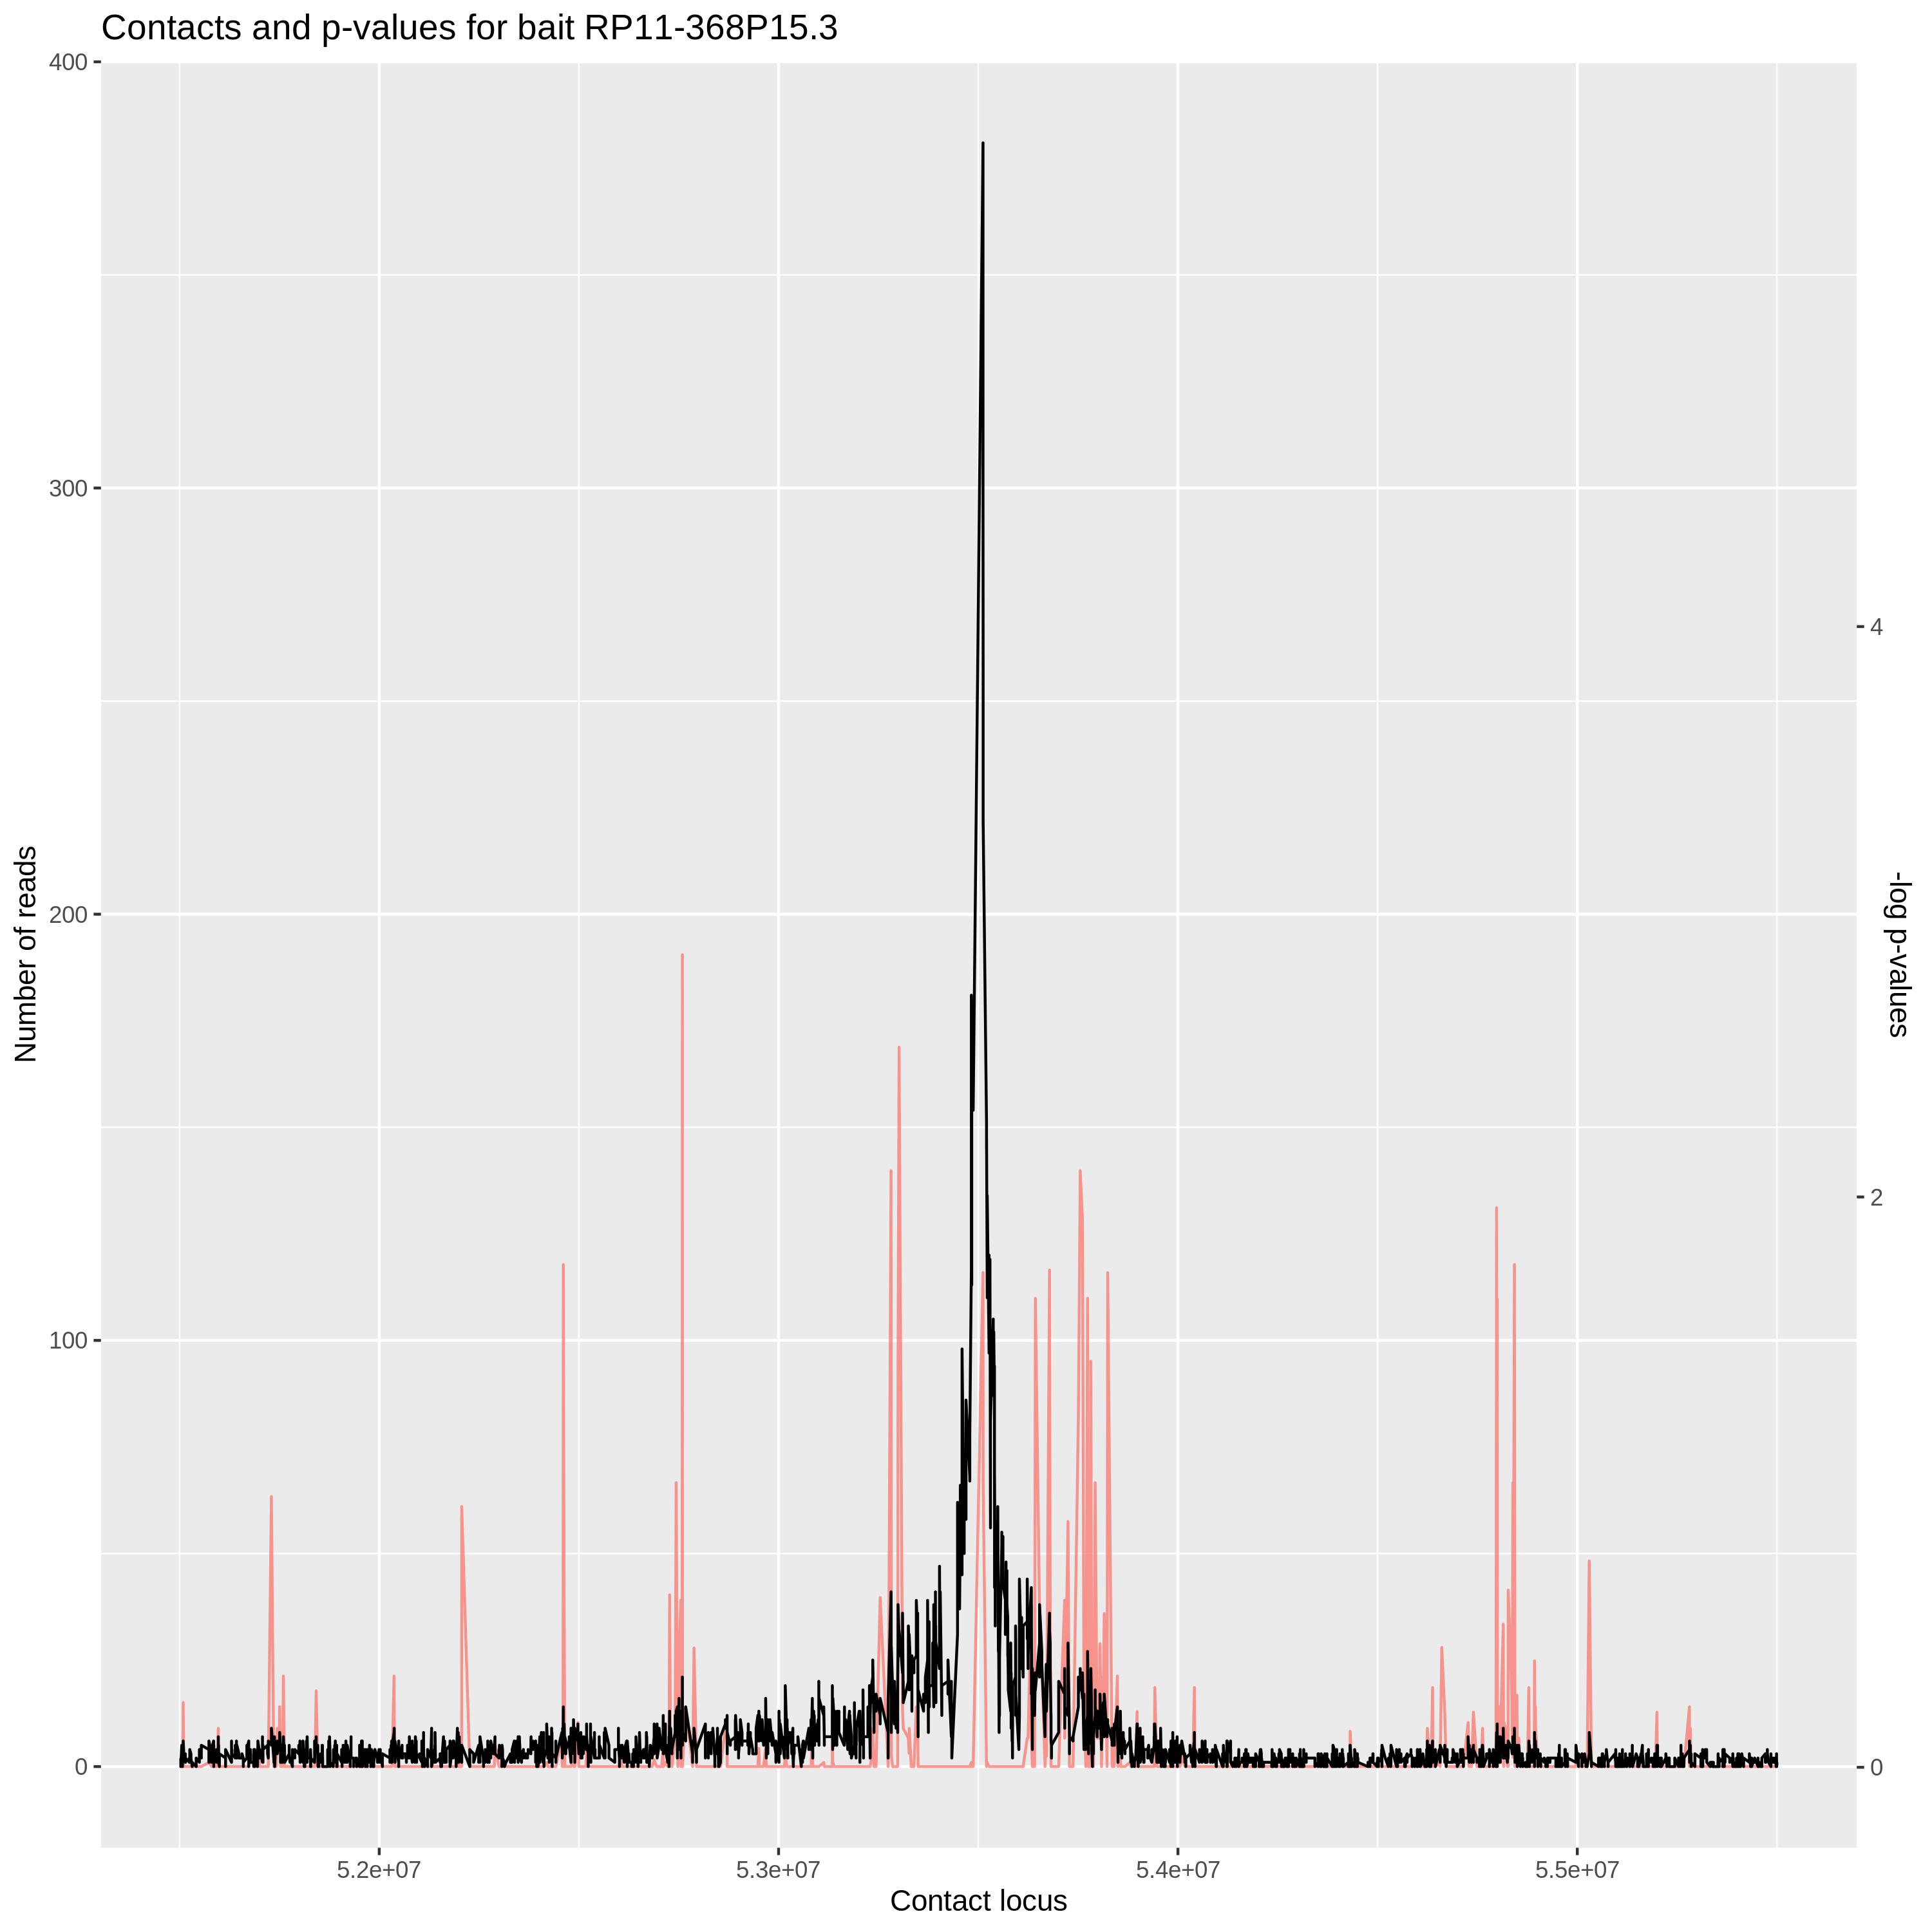 Contacts and p-values for bait RP11-368P15.3
400
300
200
100
0
Number of reads
4
2
0
-log p-values
5.2e+07
5.3e+07
5.4e+07
5.5e+07
Contact locus